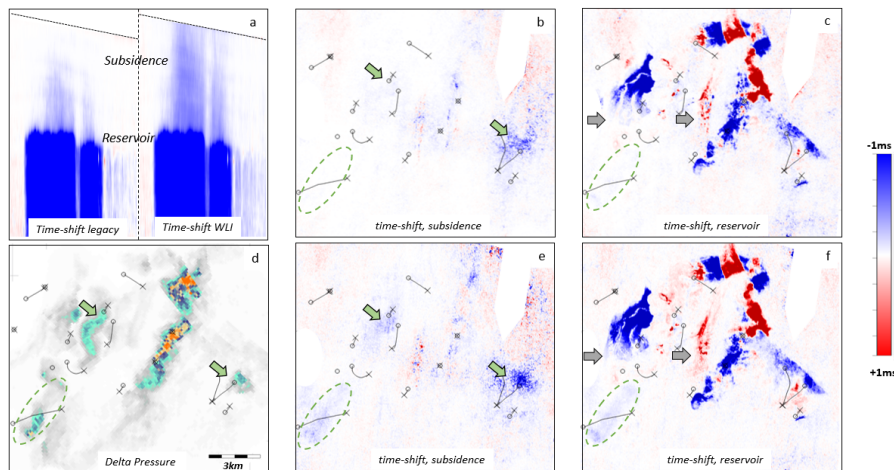 a
Subsidence
Reservoir
Time-shift legacy
Time-shift WLI
b
time-shift, subsidence
c
time-shift, reservoir
-1ms
+1ms
d
Delta Pressure
3km
e
time-shift, subsidence
f
time-shift, reservoir